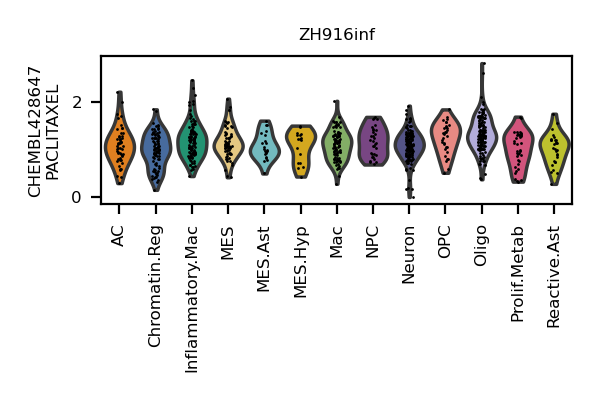 ZH916inf
CHEMBL428647
PACLITAXEL
2
0
AC
Chromatin.Reg
Inflammatory.Mac
MES
MES.Ast
MES.Hyp
Mac
NPC
Neuron
OPC
Oligo
Prolif.Metab
Reactive.Ast